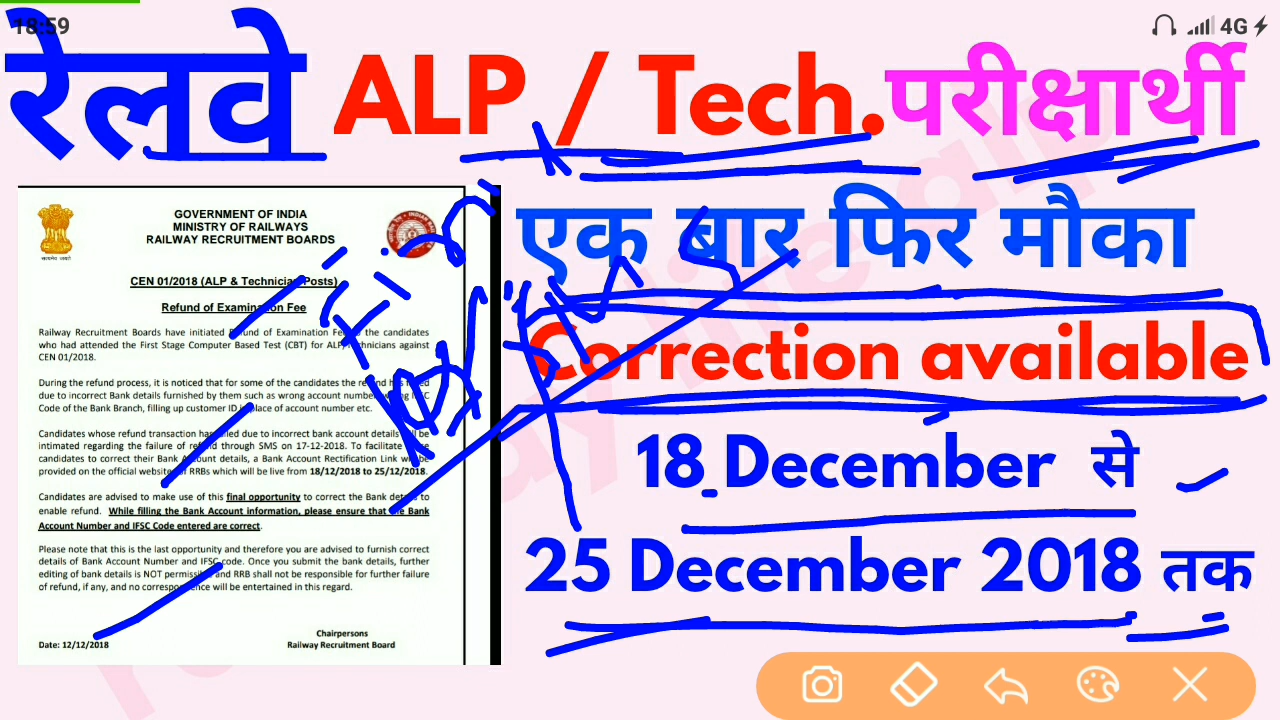 18:59
4G
रेलवे ALP / Tech. परीक्षार्थी
एक बार फिर मौका
Correction available
18 December से
25 December 2018 तक
GOVERNMENT OF INDIA
MINISTRY OF RAILWAYS
RAILWAY RECRUITMENT BOARDS
CEN 01/2018 (ALP & Technician Posts)
Refund of Examination Fee
Railway Recruitment Boards have initiated Refund of Examination Fee the candidates
who had attended the First Stage Computer Based Test (CBT) for ALP/Technicians against
CEN 01/2018.
During the refund process, it is noticed that for some of the candidates the refund has
due to incorrect Bank details furnished by them such as wrong account number,
Code of the Bank Branch, filling up customer ID in place of account number etc.
Candidates whose refund transaction due to incorrect bank account details will be
intimated regarding the failure of refund through SMS on 17-12-2018. To facilitate
candidates to correct their Bank Account details, a Bank Account Rectification Link will be
provided on the official website of RRBs which will be live from 18/12/2018 to 25/12/2018.
Candidates are advised to make use of this final opportunity to correct the Bank details to
enable refund. While filling the Bank Account information, please ensure that the Bank
Account Number and IFSC Code entered are correct.
Please note that this is the last opportunity and therefore you are advised to furnish correct
details of Bank Account Number and IFSC code. Once you submit the bank details, further
editing of bank details is NOT permissible and RRB shall not be responsible for further failure
of refund, if any, and no correspondence will be entertained in this regard.
Chairpersons
Date: 12/12/2018 Railway Recruitment Board